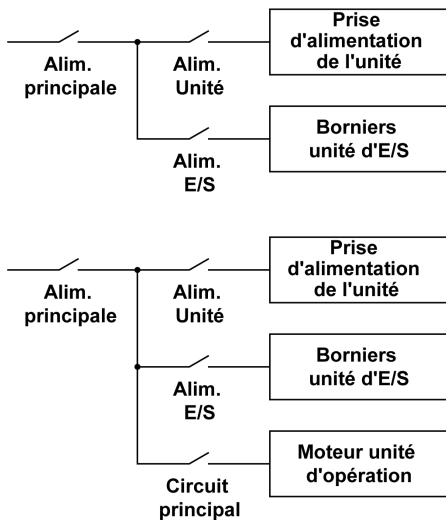 Prise
d'alimentation
de l'unité
Alim.
principale
Alim.
Unité
Borniers
unité d'E/S
Alim.
E/S
Prise
d'alimentation
de l'unité
Alim.
principale
Alim.
Unité
Borniers
unité d'E/S
Alim.
E/S
Moteur unité
d'opération
Circuit
principal